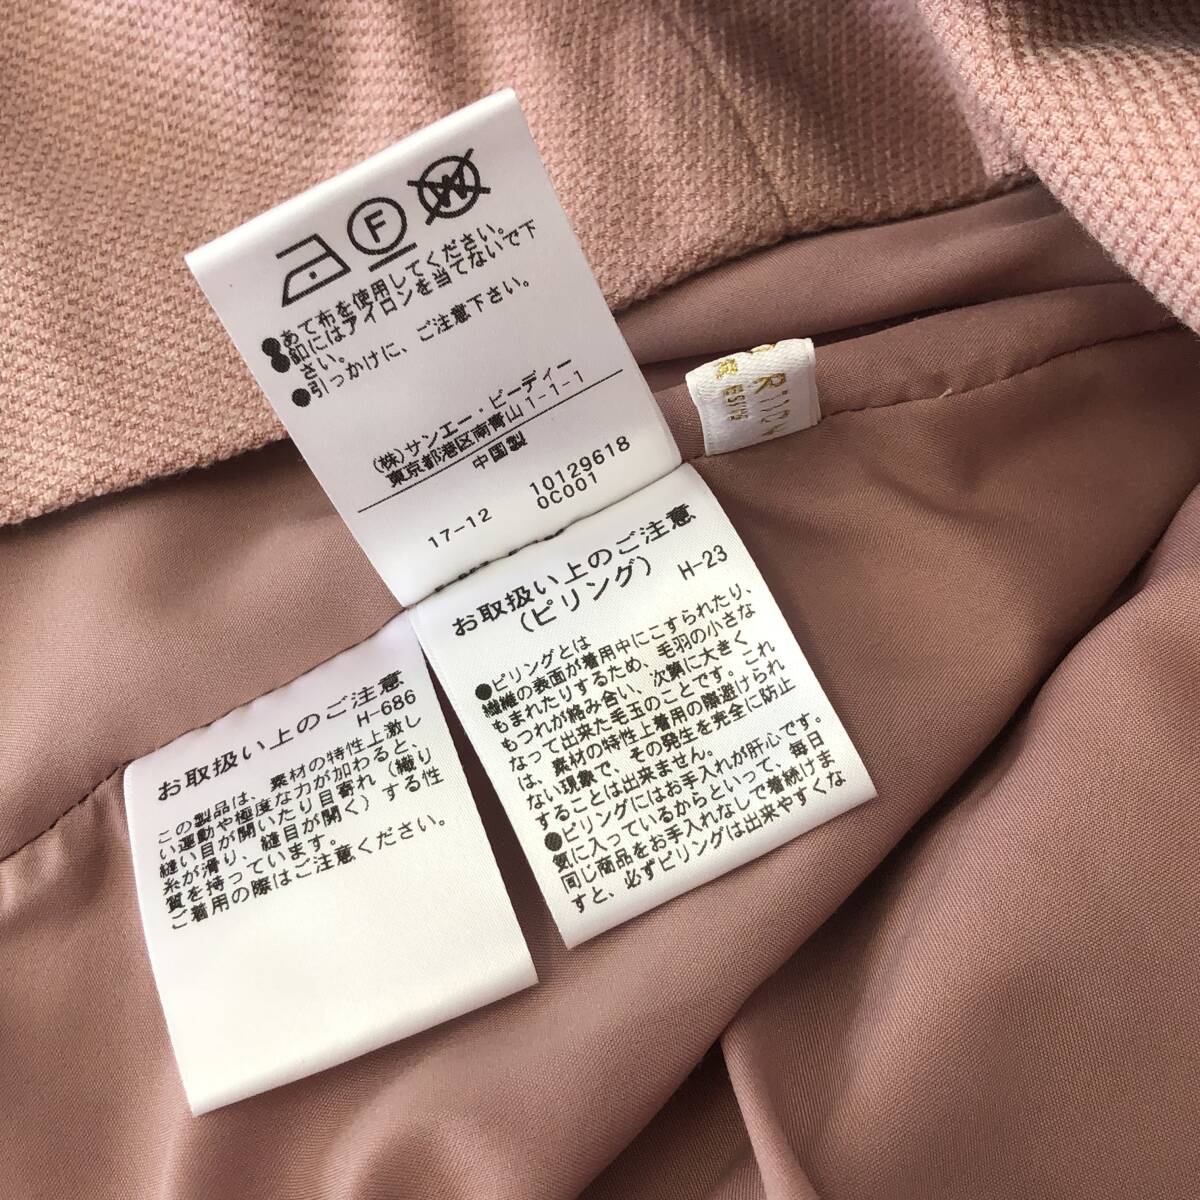 F
W
●あて布を使用してください。
●釦にはアイロンを当てないで下
さい。
●引っかけに、ご注意下さい。
(株)サンエー・ビーディー
東京都港区南青山1-1-1
中国製
10129618
17-12 0C001
お取扱い上のご注意
(ピリング)
H-23
●ピリングとは
繊維の表面が着用中にこすられたり、
もまれたりするため、毛羽の小さな
もつれが絡み合い、次第に大きく
なって出来た毛玉のことです。これ
は、素材の特性上着用の際避けられ
ない現象で、その発生を完全に防止
することは出来ません。
●ピリングにはお手入れが肝心です。
気に入っているからといって、毎日
同じ商品をお手入れなしで着続けま
すと、必ずピリングは出来やすくな
お取扱い上のご注意
H-686
この製品は、素材の特性上激し
い運動や極度な力が加わると、
縫い目が開いたり目寄れ(織り
糸が滑り、縫目が開く)する性
質を持っています。
ご着用の際はご注意ください。